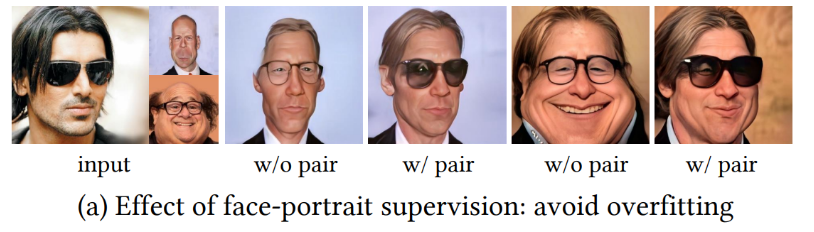 input w/o pair w/ pair w/o pair w/ pair
(a) Effect of face-portrait supervision: avoid overfitting